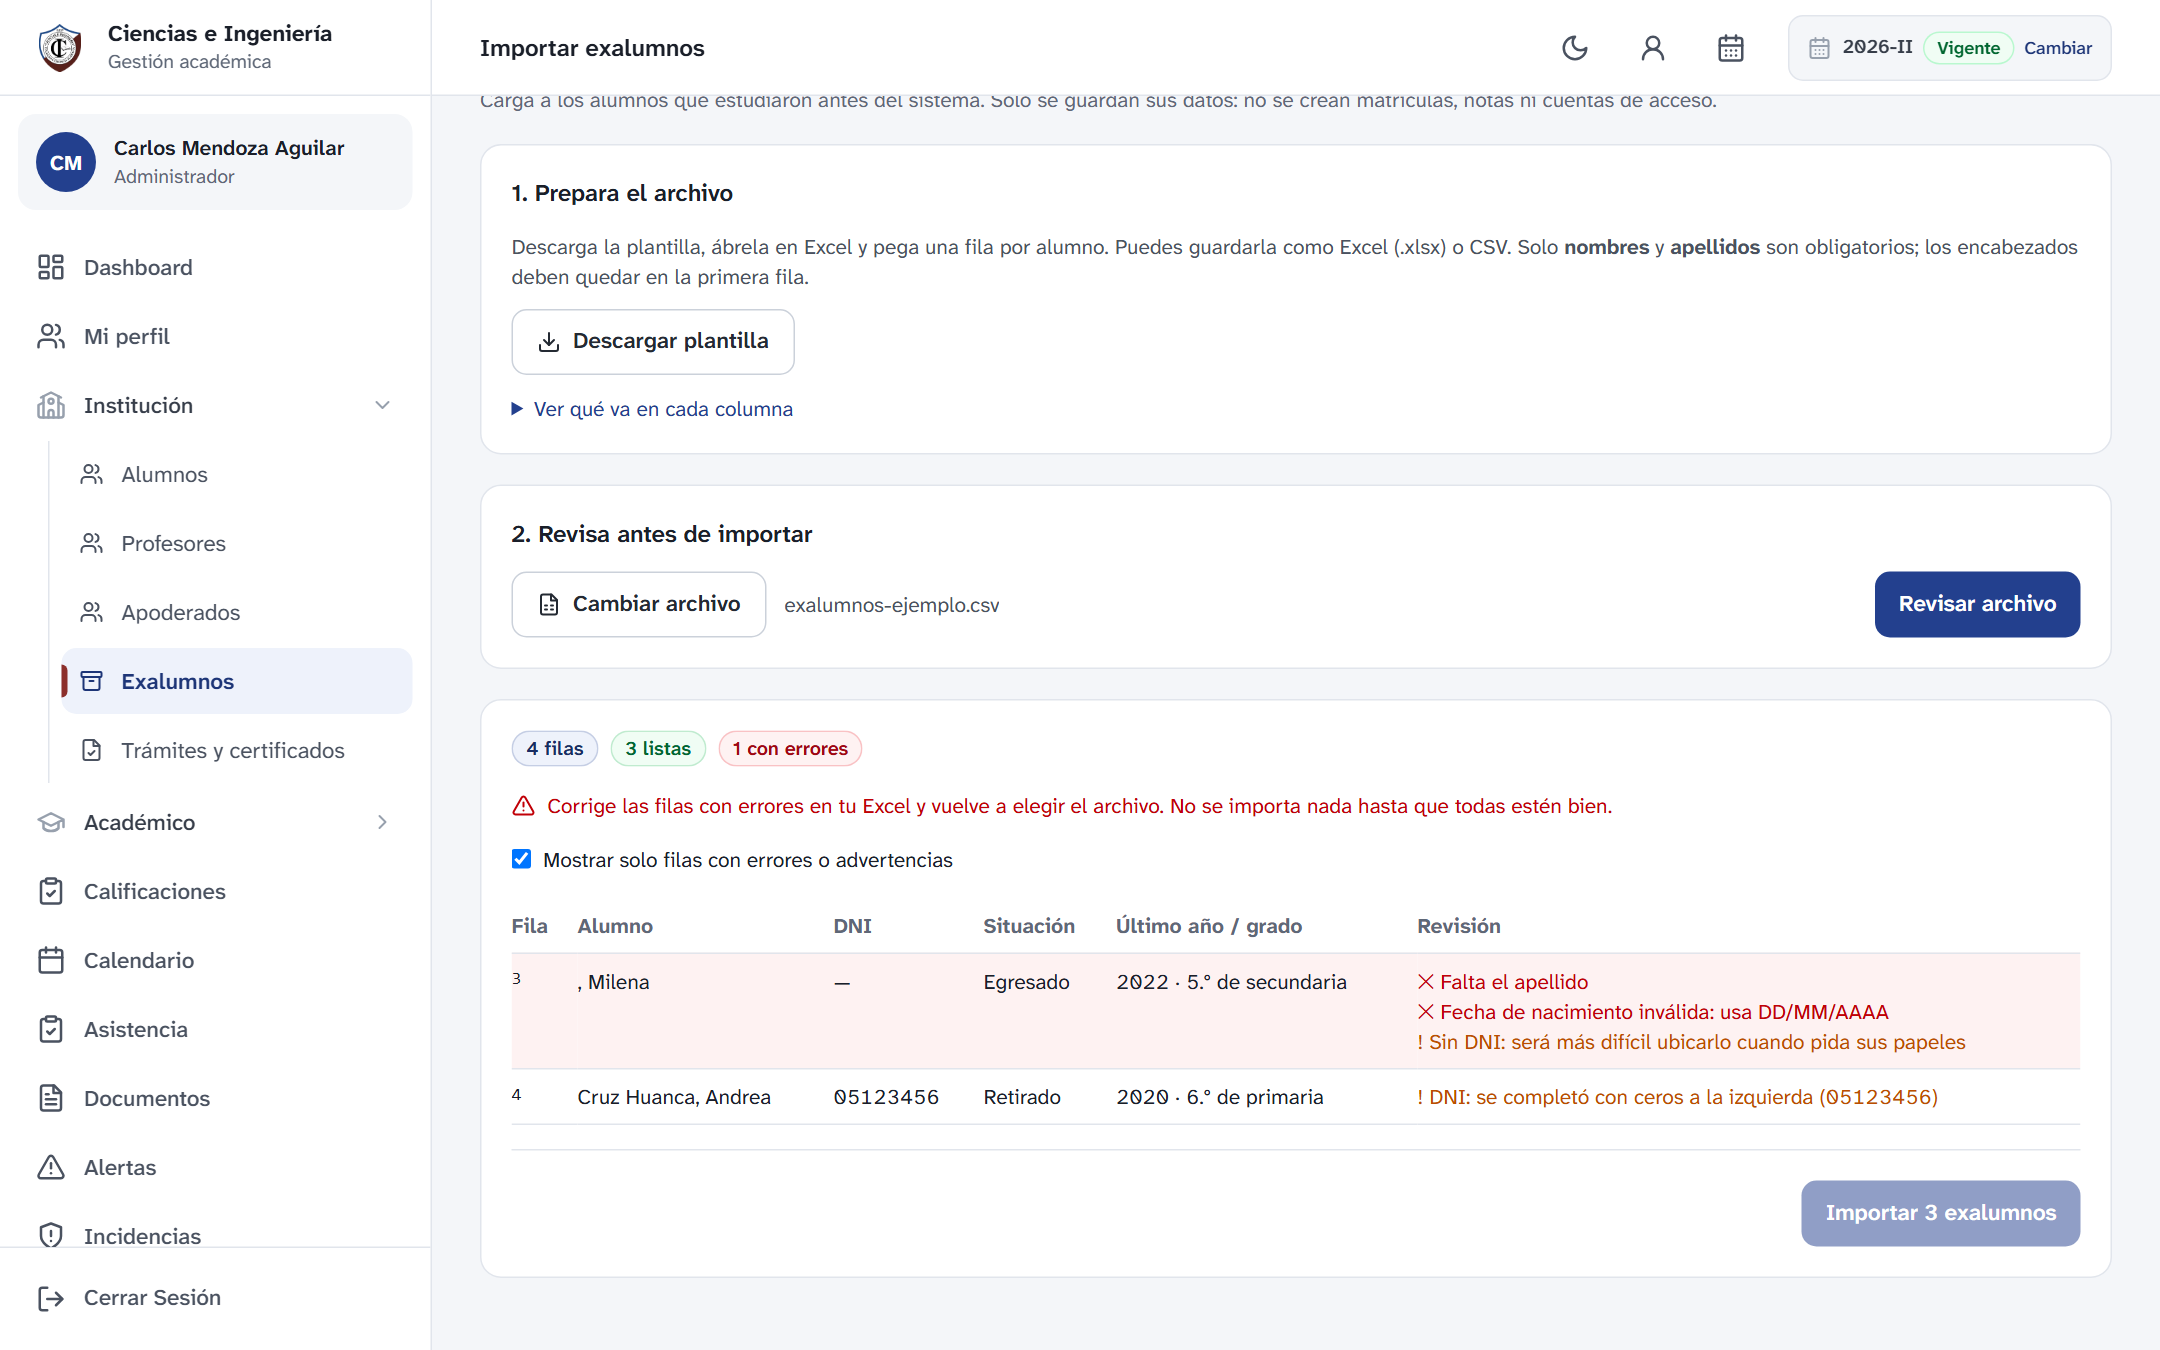 Ciencias e Ingeniería
Gestión académica
Importar exalumnos
2026-II
Vigente
Cambiar
Carlos Mendoza Aguilar
CM
Administrador
Dashboard
Mi perfil
Institución
Alumnos
Profesores
Apoderados
Exalumnos
Trámites y certificados
Académico
Calificaciones
Calendario
Asistencia
Documentos
Alertas
Incidencias
Cerrar Sesión
Carga a los alumnos que estudiaron antes del sistema. Solo se guardan sus datos: no se crean matrículas, notas ni cuentas de acceso.
1. Prepara el archivo
Descarga la plantilla, ábrela en Excel y pega una fila por alumno. Puedes guardarla como Excel (.xlsx) o CSV. Solo nombres y apellidos son obligatorios; los encabezados
deben quedar en la primera fila.
Descargar plantilla
Ver qué va en cada columna
2. Revisa antes de importar
Cambiar archivo
exalumnos-ejemplo.csv
Revisar archivo
4 filas
3 listas
1 con errores
Corrige las filas con errores en tu Excel y vuelve a elegir el archivo. No se importa nada hasta que todas estén bien.
Mostrar solo filas con errores o advertencias
Fila Alumno DNI Situación Último año / grado Revisión
3 , Milena — Egresado 2022 · 5.° de secundaria × Falta el apellido
× Fecha de nacimiento inválida: usa DD/MM/AAAA
! Sin DNI: será más difícil ubicarlo cuando pida sus papeles
4 Cruz Huanca, Andrea 05123456 Retirado 2020 · 6.° de primaria ! DNI: se completó con ceros a la izquierda (05123456)
Importar 3 exalumnos